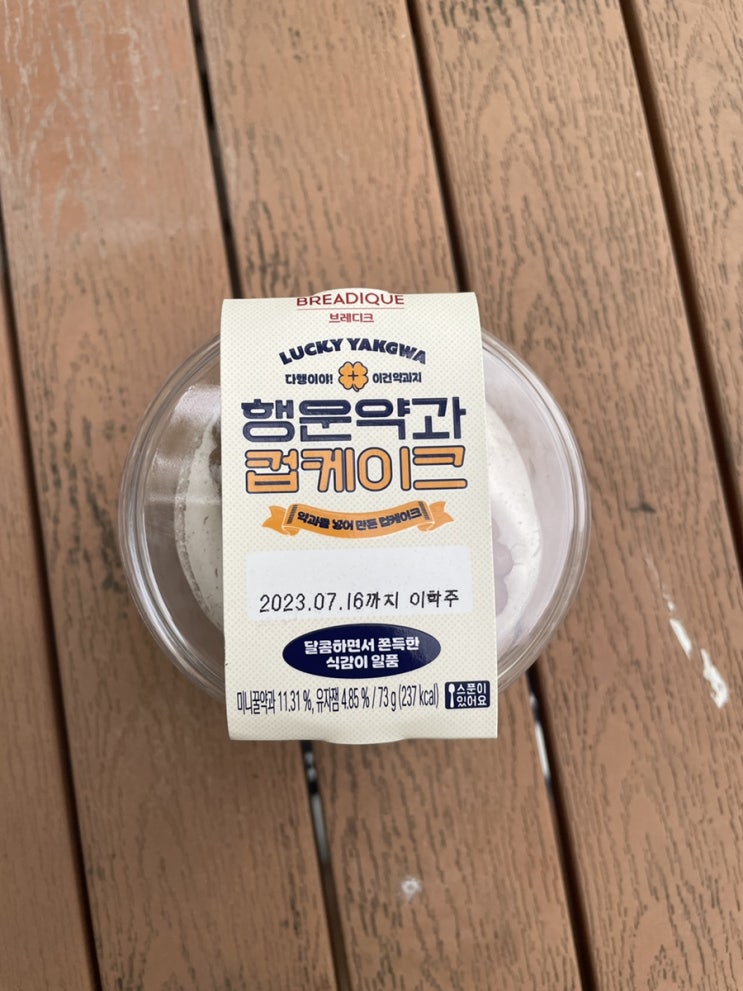 BREADIQUE
브레디크
LUCKY YAKGWA
다앵이야! 이건약과지
행운약과
컵케이크
약과를 넣어 만든 컵케이크
2023.07.16까지 이학주
달콤하면서 쫀득한
식감이 일품
미니꿀약과 11.31 %, 유자잼 4.85 % / 73 g (237 kcal)
스푼이
있어요